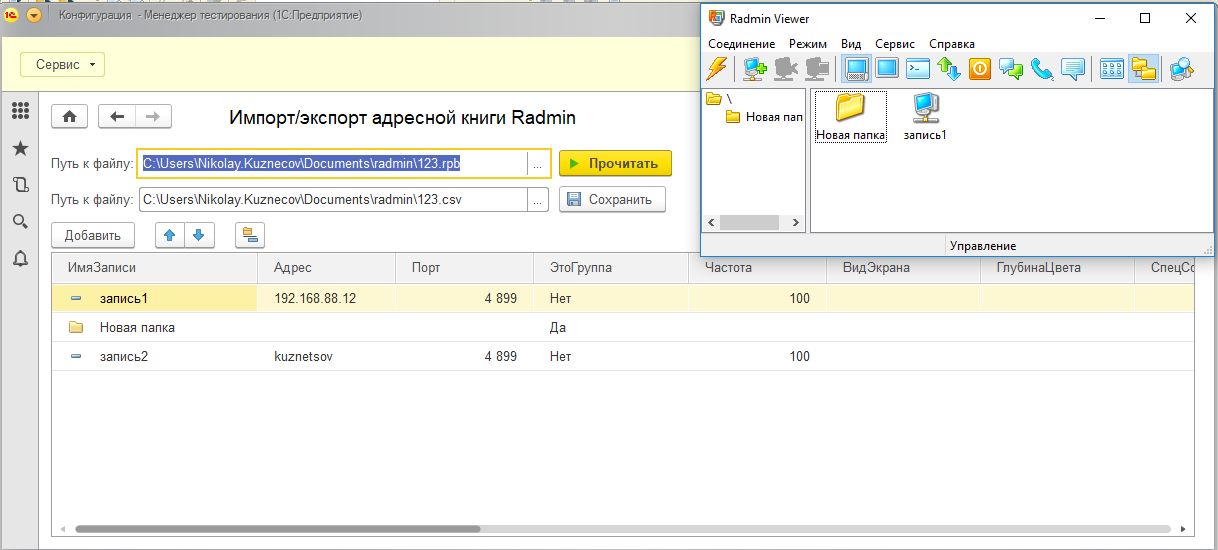 Конфигурация - Менеджер тестирования (1С:Предприятие)
Сервис
Импорт/экспорт адресной книги Radmin
Путь к файлу: C:\Users\Nikolay.Kuznecov\Documents\radmin\123.rpb ... Прочитать
Путь к файлу: C:\Users\Nikolay.Kuznecov\Documents\radmin\123.csv ... Сохранить
Добавить
ИмяЗаписи Адрес Порт ЭтоГруппа Частота ВидЭкрана ГлубинаЦвета СпецСо
запись1 192.168.88.12 4 899 Нет 100
Новая папка Да
запись2 kuznetsov 4 899 Нет 100
Radmin Viewer
Соединение Режим Вид Сервис Справка
\
Новая пап
Новая папка запись1
Управление